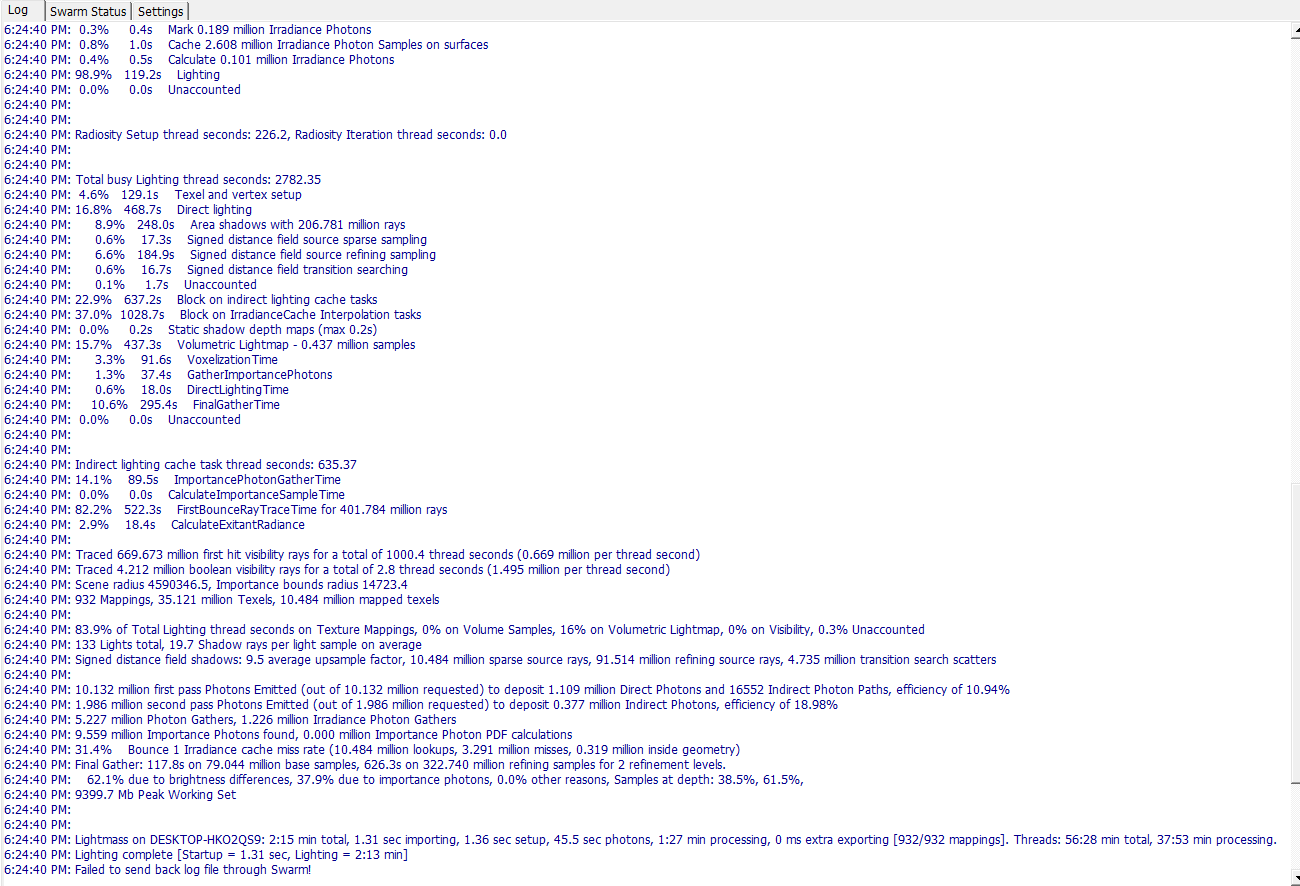 Log Swarm Status Settings
6:24:40 PM: 0.3% 0.4s Mark 0.189 million Irradiance Photons
6:24:40 PM: 0.8% 1.0s Cache 2.608 million Irradiance Photon Samples on surfaces
6:24:40 PM: 0.4% 0.5s Calculate 0.101 million Irradiance Photons
6:24:40 PM: 98.9% 119.2s Lighting
6:24:40 PM: 0.0% 0.0s Unaccounted
6:24:40 PM:
6:24:40 PM:
6:24:40 PM: Radiosity Setup thread seconds: 226.2, Radiosity Iteration thread seconds: 0.0
6:24:40 PM:
6:24:40 PM:
6:24:40 PM: Total busy Lighting thread seconds: 2782.35
6:24:40 PM: 4.6% 129.1s Texel and vertex setup
6:24:40 PM: 16.8% 468.7s Direct lighting
6:24:40 PM: 8.9% 248.0s Area shadows with 206.781 million rays
6:24:40 PM: 0.6% 17.3s Signed distance field source sparse sampling
6:24:40 PM: 6.6% 184.9s Signed distance field source refining sampling
6:24:40 PM: 0.6% 16.7s Signed distance field transition searching
6:24:40 PM: 0.1% 1.7s Unaccounted
6:24:40 PM: 22.9% 637.2s Block on indirect lighting cache tasks
6:24:40 PM: 37.0% 1028.7s Block on IrradianceCache Interpolation tasks
6:24:40 PM: 0.0% 0.2s Static shadow depth maps (max 0.2s)
6:24:40 PM: 15.7% 437.3s Volumetric Lightmap - 0.437 million samples
6:24:40 PM: 3.3% 91.6s VoxelizationTime
6:24:40 PM: 1.3% 37.4s GatherImportancePhotons
6:24:40 PM: 0.6% 18.0s DirectLightingTime
6:24:40 PM: 10.6% 295.4s FinalGatherTime
6:24:40 PM: 0.0% 0.0s Unaccounted
6:24:40 PM:
6:24:40 PM:
6:24:40 PM: Indirect lighting cache task thread seconds: 635.37
6:24:40 PM: 14.1% 89.5s ImportancePhotonGatherTime
6:24:40 PM: 0.0% 0.0s CalculateImportanceSampleTime
6:24:40 PM: 82.2% 522.3s FirstBounceRayTraceTime for 401.784 million rays
6:24:40 PM: 2.9% 18.4s CalculateExitantRadiance
6:24:40 PM:
6:24:40 PM: Traced 669.673 million first hit visibility rays for a total of 1000.4 thread seconds (0.669 million per thread second)
6:24:40 PM: Traced 4.212 million boolean visibility rays for a total of 2.8 thread seconds (1.495 million per thread second)
6:24:40 PM: Scene radius 4590346.5, Importance bounds radius 14723.4
6:24:40 PM: 932 Mappings, 35.121 million Texels, 10.484 million mapped texels
6:24:40 PM:
6:24:40 PM: 83.9% of Total Lighting thread seconds on Texture Mappings, 0% on Volume Samples, 16% on Volumetric Lightmap, 0% on Visibility, 0.3% Unaccounted
6:24:40 PM: 133 Lights total, 19.7 Shadow rays per light sample on average
6:24:40 PM: Signed distance field shadows: 9.5 average upsample factor, 10.484 million sparse source rays, 91.514 million refining source rays, 4.735 million transition search scatters
6:24:40 PM:
6:24:40 PM: 10.132 million first pass Photons Emitted (out of 10.132 million requested) to deposit 1.109 million Direct Photons and 16552 Indirect Photon Paths, efficiency of 10.94%
6:24:40 PM: 1.986 million second pass Photons Emitted (out of 1.986 million requested) to deposit 0.377 million Indirect Photons, efficiency of 18.98%
6:24:40 PM: 5.227 million Photon Gathers, 1.226 million Irradiance Photon Gathers
6:24:40 PM: 9.559 million Importance Photons found, 0.000 million Importance Photon PDF calculations
6:24:40 PM: 31.4% Bounce 1 Irradiance cache miss rate (10.484 million lookups, 3.291 million misses, 0.319 million inside geometry)
6:24:40 PM: Final Gather: 117.8s on 79.044 million base samples, 626.3s on 322.740 million refining samples for 2 refinement levels.
6:24:40 PM: 62.1% due to brightness differences, 37.9% due to importance photons, 0.0% other reasons, Samples at depth: 38.5%, 61.5%,
6:24:40 PM: 9399.7 Mb Peak Working Set
6:24:40 PM:
6:24:40 PM:
6:24:40 PM: Lightmass on DESKTOP-HKO2QS9: 2:15 min total, 1.31 sec importing, 1.36 sec setup, 45.5 sec photons, 1:27 min processing, 0 ms extra exporting [932/932 mappings]. Threads: 56:28 min total, 37:53 min processing.
6:24:40 PM: Lighting complete [Startup = 1.31 sec, Lighting = 2:13 min]
6:24:40 PM: Failed to send back log file through Swarm!